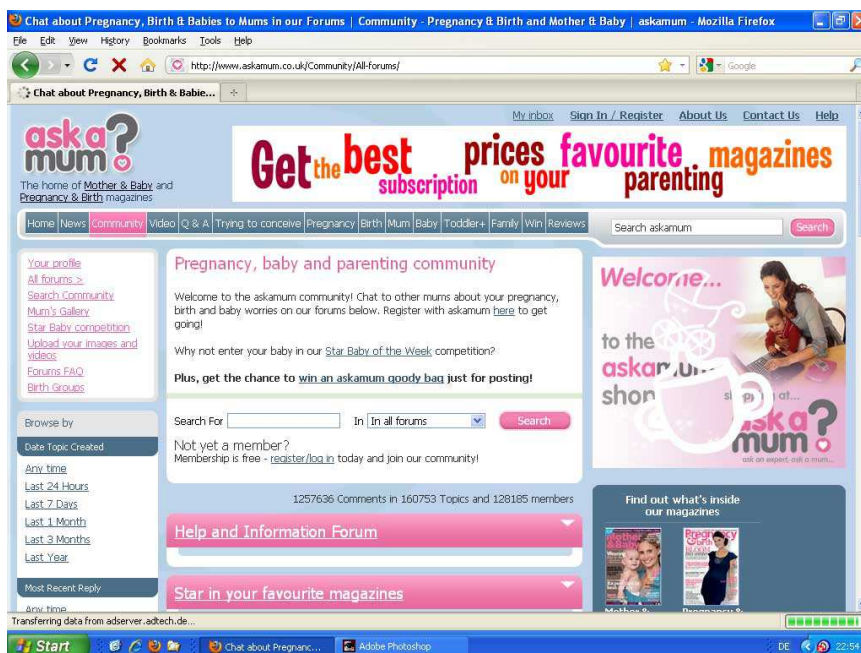 Chat about Pregnancy, Birth & Babies to Mums in our Forums | Community - Pregnancy & Birth and Mother & Baby | askamum - Mozilla Firefox
File Edit View History Bookmarks Tools Help
http://www.askamum.co.uk/Community/All-forums/
Google
Chat about Pregnancy, Birth & Babie...
My inbox Sign In / Register About Us Contact Us Help
ask a mum?
The home of Mother & Baby and
Pregnancy & Birth magazines
Get the best subscription prices on your favourite parenting magazines
Home News Community Video Q & A Trying to conceive Pregnancy Birth Mum Baby Toddler+ Family Win Reviews
Search askamum Search
Your profile
All forums >
Search Community
Mum's Gallery
Star Baby competition
Upload your images and
videos
Forums FAQ
Birth Groups
Browse by
Date Topic Created
Any time
Last 24 Hours
Last 7 Days
Last 1 Month
Last 3 Months
Last Year
Most Recent Reply
Any time
Pregnancy, baby and parenting community
Welcome to the askamum community! Chat to other mums about your pregnancy,
birth and baby worries on our forums below. Register with askamum here to get
going!
Why not enter your baby in our Star Baby of the Week competition?
Plus, get the chance to win an askamum goody bag just for posting!
Search For In In all forums Search
Not yet a member?
Membership is free - register/log in today and join our community!
1257636 Comments in 160753 Topics and 128185 members
Help and Information Forum
Star in your favourite magazines
Welcome...
to the
askamum
shop
at...
ask a mum?
ask an expert, ask a mum...
Find out what's inside
our magazines
Mother & Baby
Pregnancy & birth
Mother &
Pregnancy &
Transferring data from adserver.adtech.de...
Start
Chat about Pregnanc...
Adobe Photoshop
DE
22:54